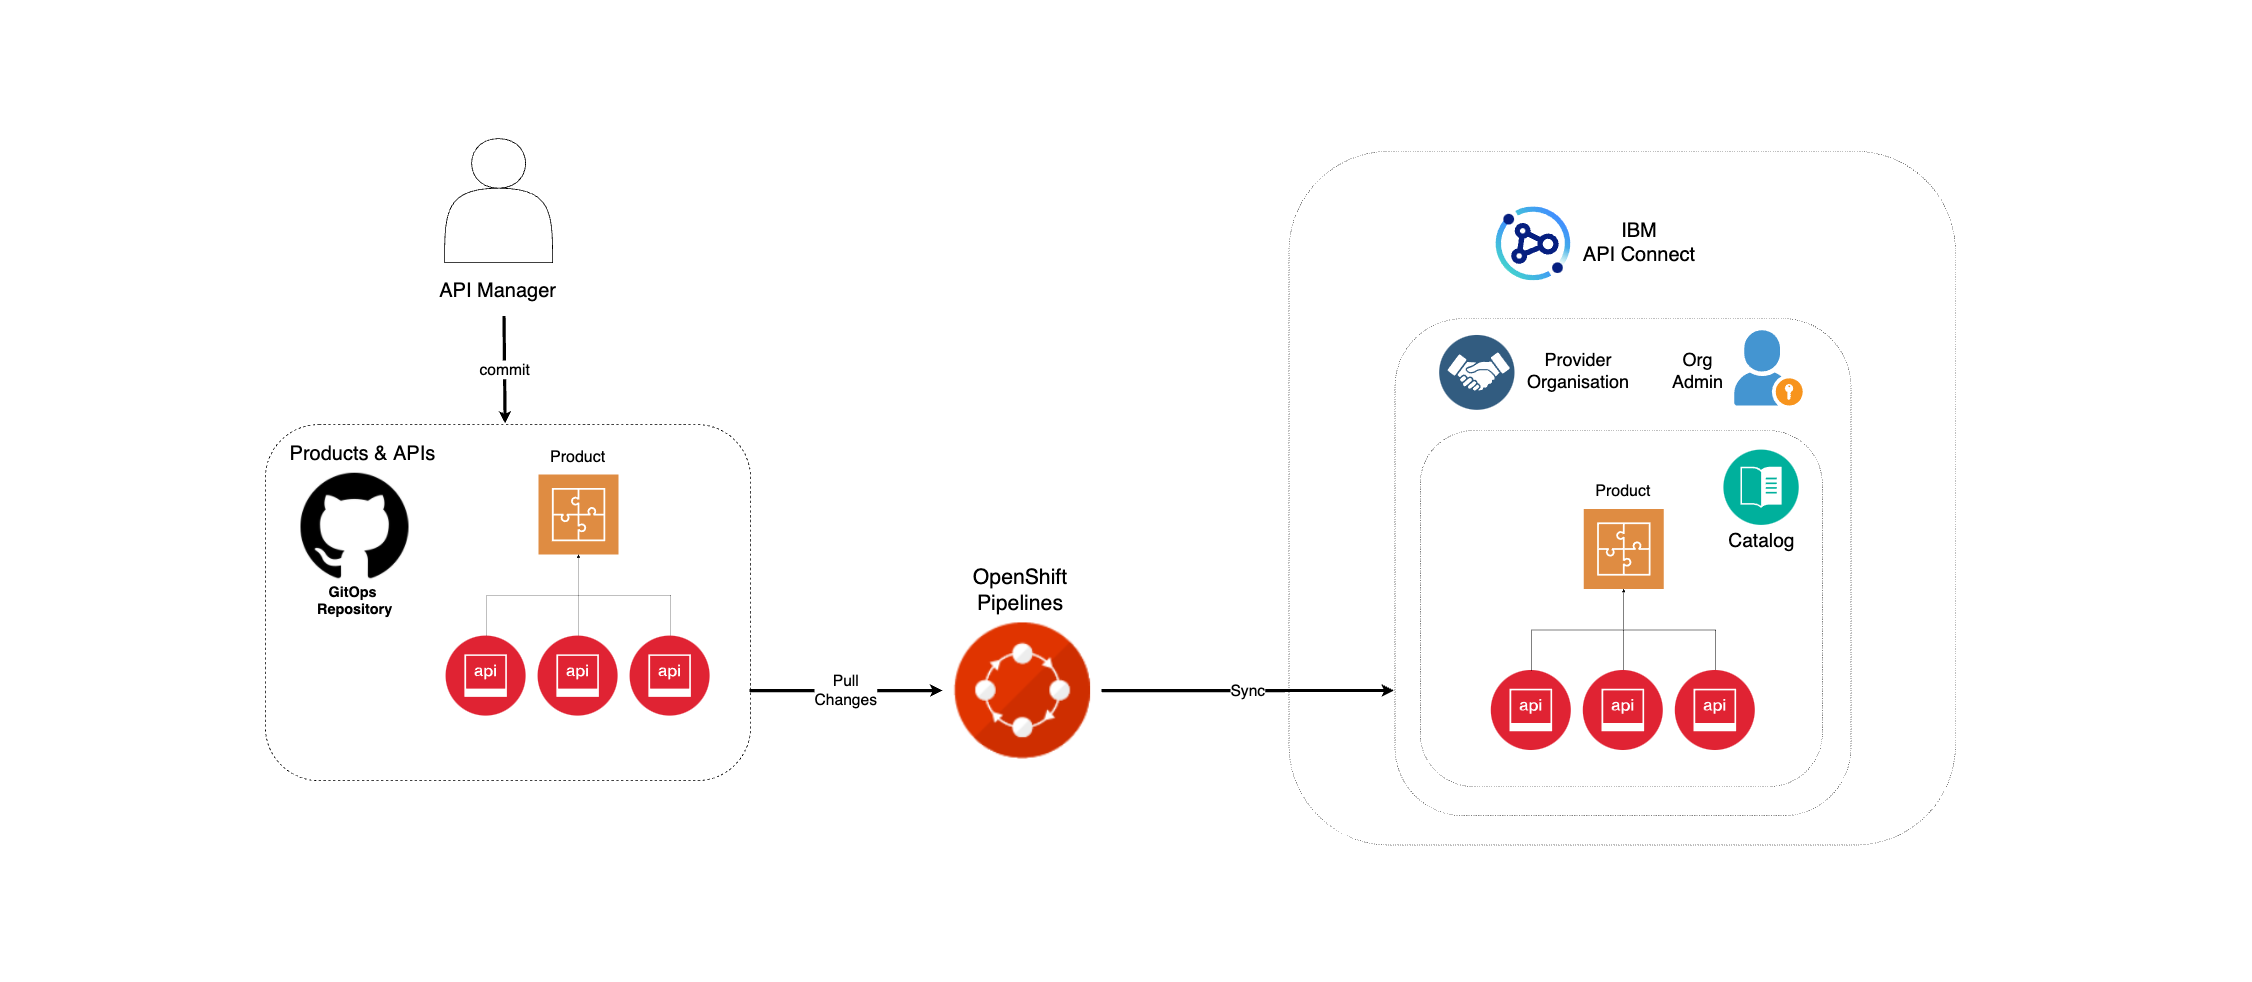 API Manager
commit
Products & APIs
GitOps
Repository
Product
api
api
api
Pull
Changes
OpenShift
Pipelines
Sync
IBM
API Connect
Provider
Organisation
Org
Admin
Catalog
Product
api
api
api